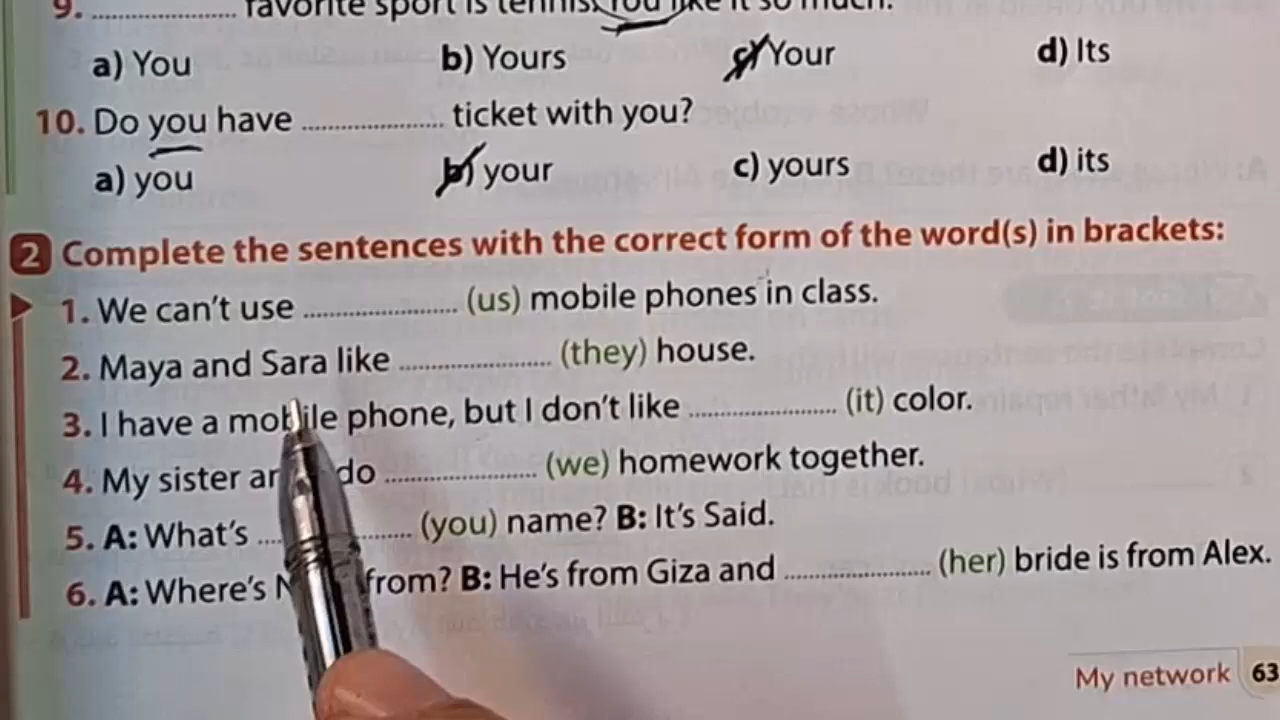 9. .................. favorite sport is tennis. You like it so much.
a) You b) Yours c) Your d) Its
10. Do you have .................. ticket with you?
a) you b) your c) yours d) its
2 Complete the sentences with the correct form of the word(s) in brackets:
1. We can't use .................. (us) mobile phones in class.
2. Maya and Sara like .................. (they) house.
3. I have a mobile phone, but I don't like .................. (it) color.
4. My sister and do .................. (we) homework together.
5. A: What's .................. (you) name? B: It's Said.
6. A: Where's from? B: He's from Giza and .................. (her) bride is from Alex.
My network 63